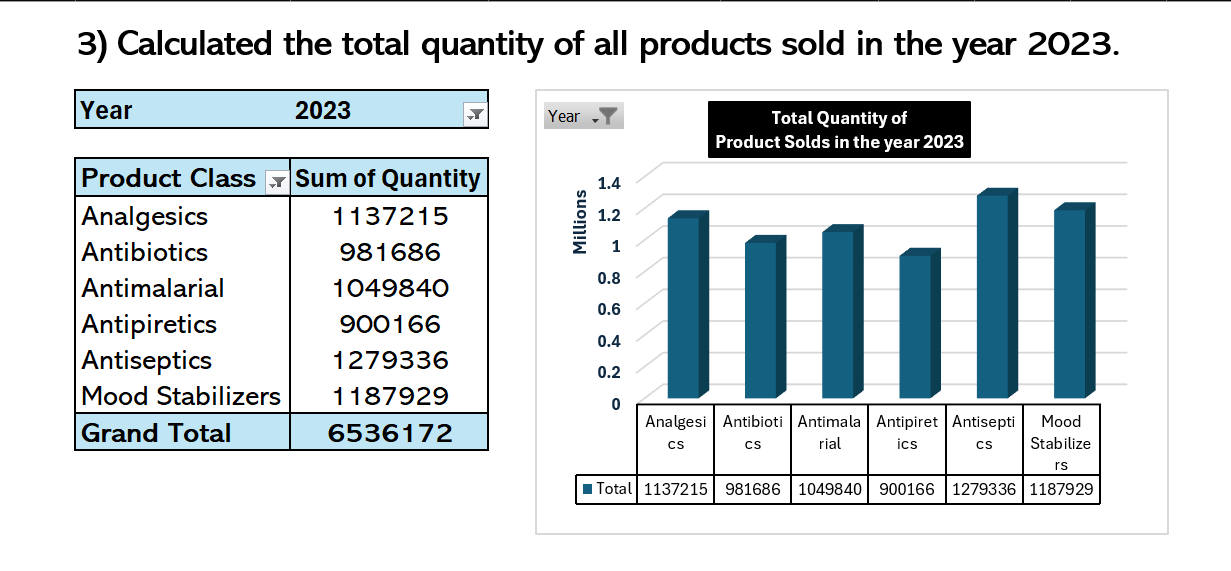 3) Calculated the total quantity of all products sold in the year 2023.
Year 2023
Product Class Sum of Quantity
Analgesics 1137215
Antibiotics 981686
Antimalarial 1049840
Antipiretics 900166
Antiseptics 1279336
Mood Stabilizers 1187929
Grand Total 6536172
Year
Total Quantity of
Product Solds in the year 2023
Millions
1.4
1.2
1
0.8
0.6
0.4
0.2
0
Analgesi Antibioti Antimala Antipiret Antisepti Mood
cs cs rial ics cs Stabilize
rs
Total 1137215 981686 1049840 900166 1279336 1187929